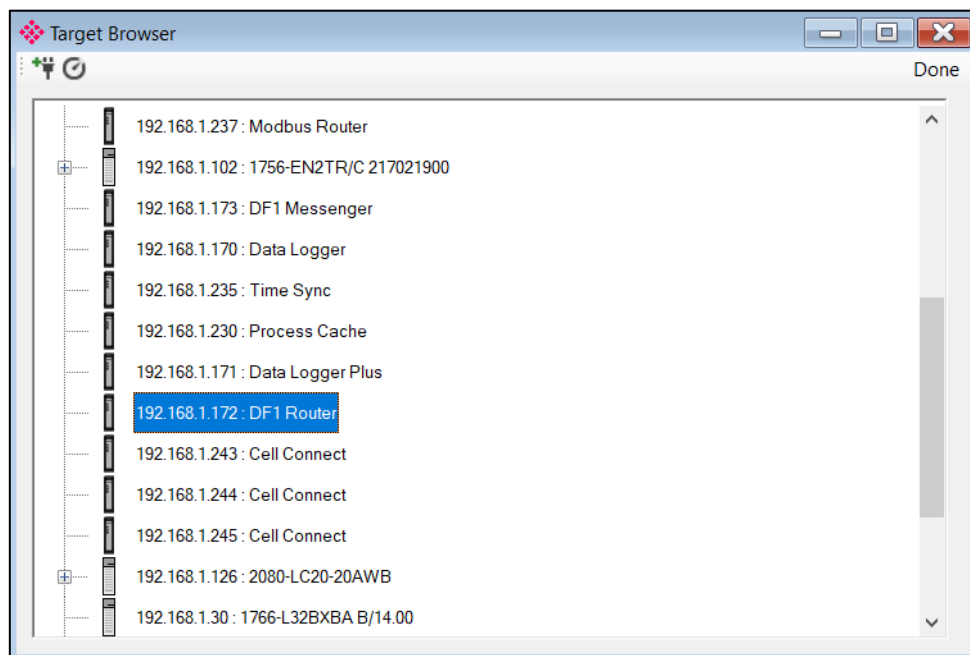 Target Browser
Done
192.168.1.237 : Modbus Router
192.168.1.102 : 1756-EN2TR/C 217021900
192.168.1.173 : DF1 Messenger
192.168.1.170 : Data Logger
192.168.1.235 : Time Sync
192.168.1.230 : Process Cache
192.168.1.171 : Data Logger Plus
192.168.1.172 : DF1 Router
192.168.1.243 : Cell Connect
192.168.1.244 : Cell Connect
192.168.1.245 : Cell Connect
192.168.1.126 : 2080-LC20-20AWB
192.168.1.30 : 1766-L32BXBA B/14.00